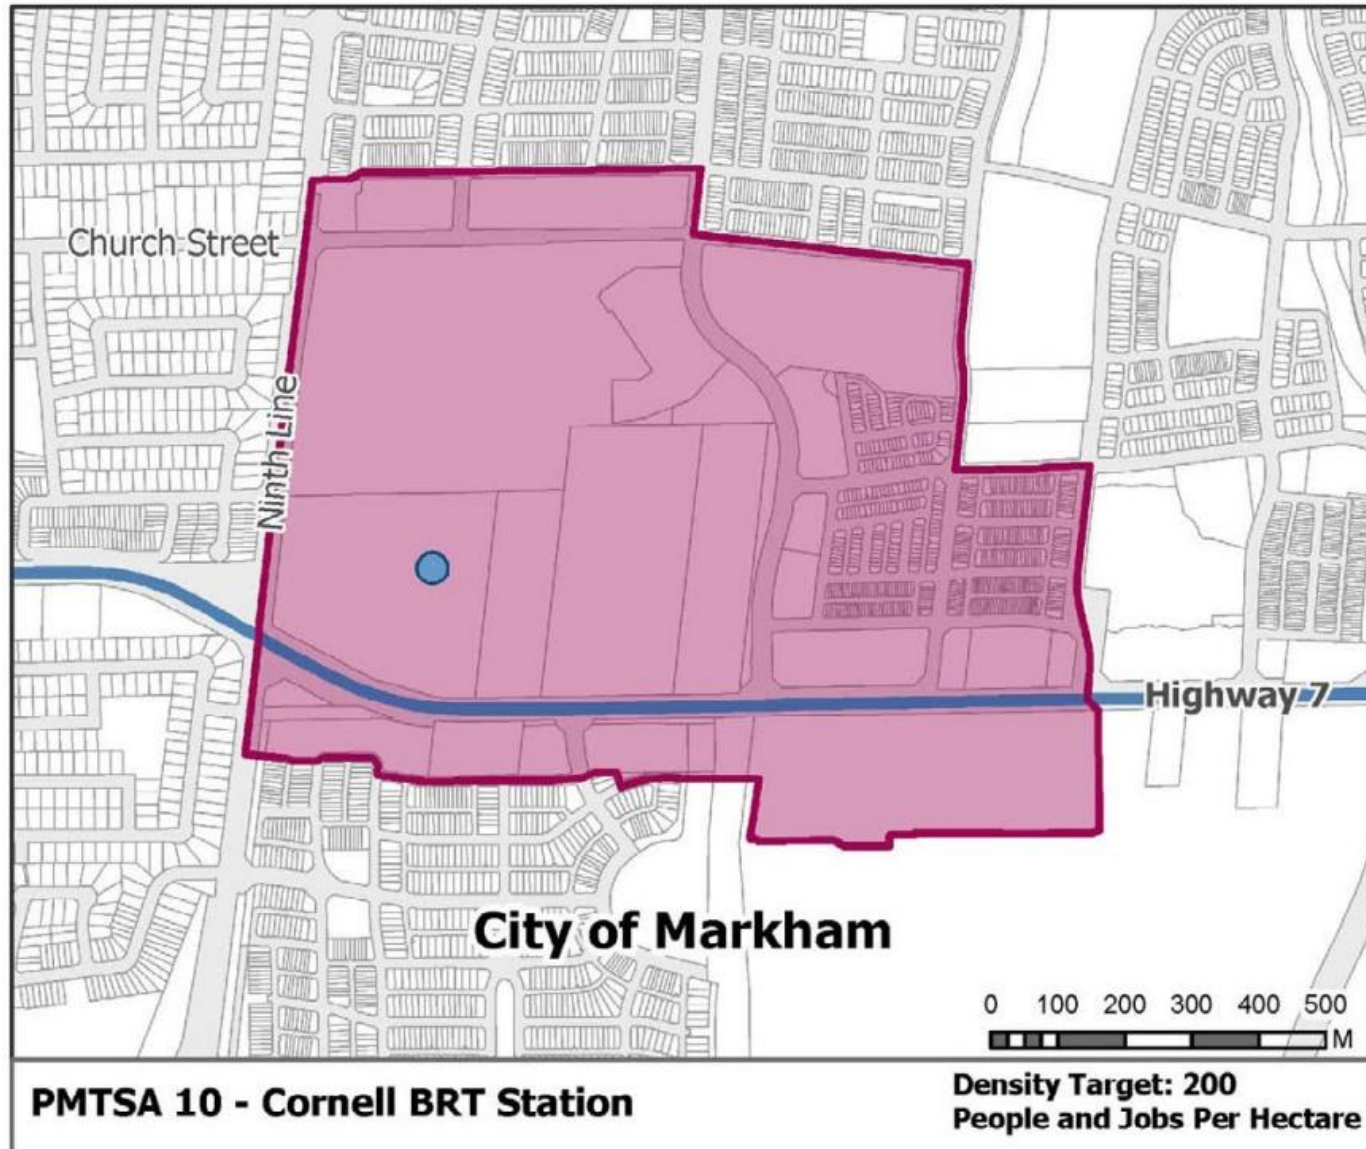 Church Street
Ninth Line
Highway 7
City of Markham
0 100 200 300 400 500
M
PMTSA 10 - Cornell BRT Station
Density Target: 200
People and Jobs Per Hectare